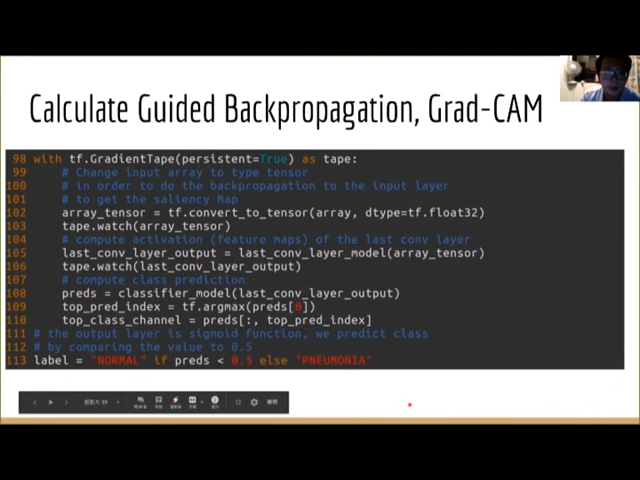 Calculate Guided Backpropagation, Grad-CAM
98 with tf.GradientTape(persistent=True) as tape:
99 # Change input array to type tensor
100 # in order to do the backpropagation to the input layer
101 # to get the saliency Map
102 array_tensor = tf.convert_to_tensor(array, dtype=tf.float32)
103 tape.watch(array_tensor)
104 # compute activation (feature maps) of the last conv layer
105 last_conv_layer_output = last_conv_layer_model(array_tensor)
106 tape.watch(last_conv_layer_output)
107 # compute class prediction
108 preds = classifier_model(last_conv_layer_output)
109 top_pred_index = tf.argmax(preds[0])
110 top_class_channel = preds[:, top_pred_index]
111 # the output layer is sigmoid function, we predict class
112 # by comparing the value to 0.5
113 label = "NORMAL" if preds < 0.5 else "PNEUMONIA"